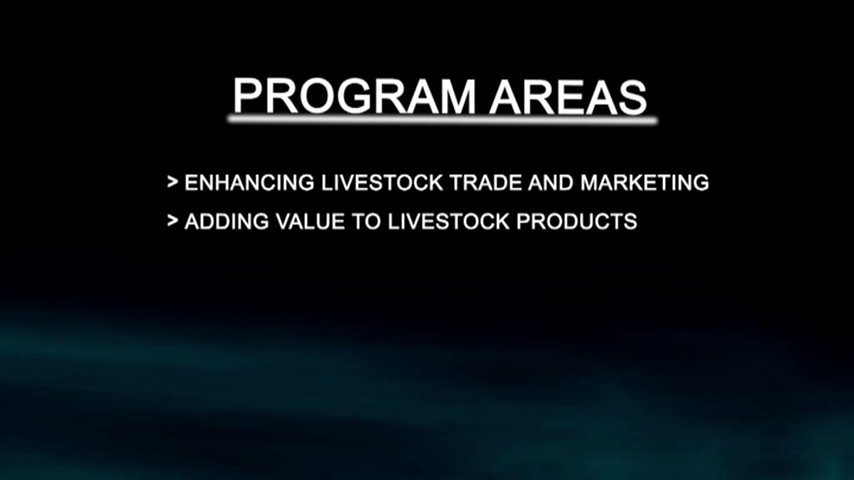 PROGRAM AREAS
> ENHANCING LIVESTOCK TRADE AND MARKETING
> ADDING VALUE TO LIVESTOCK PRODUCTS